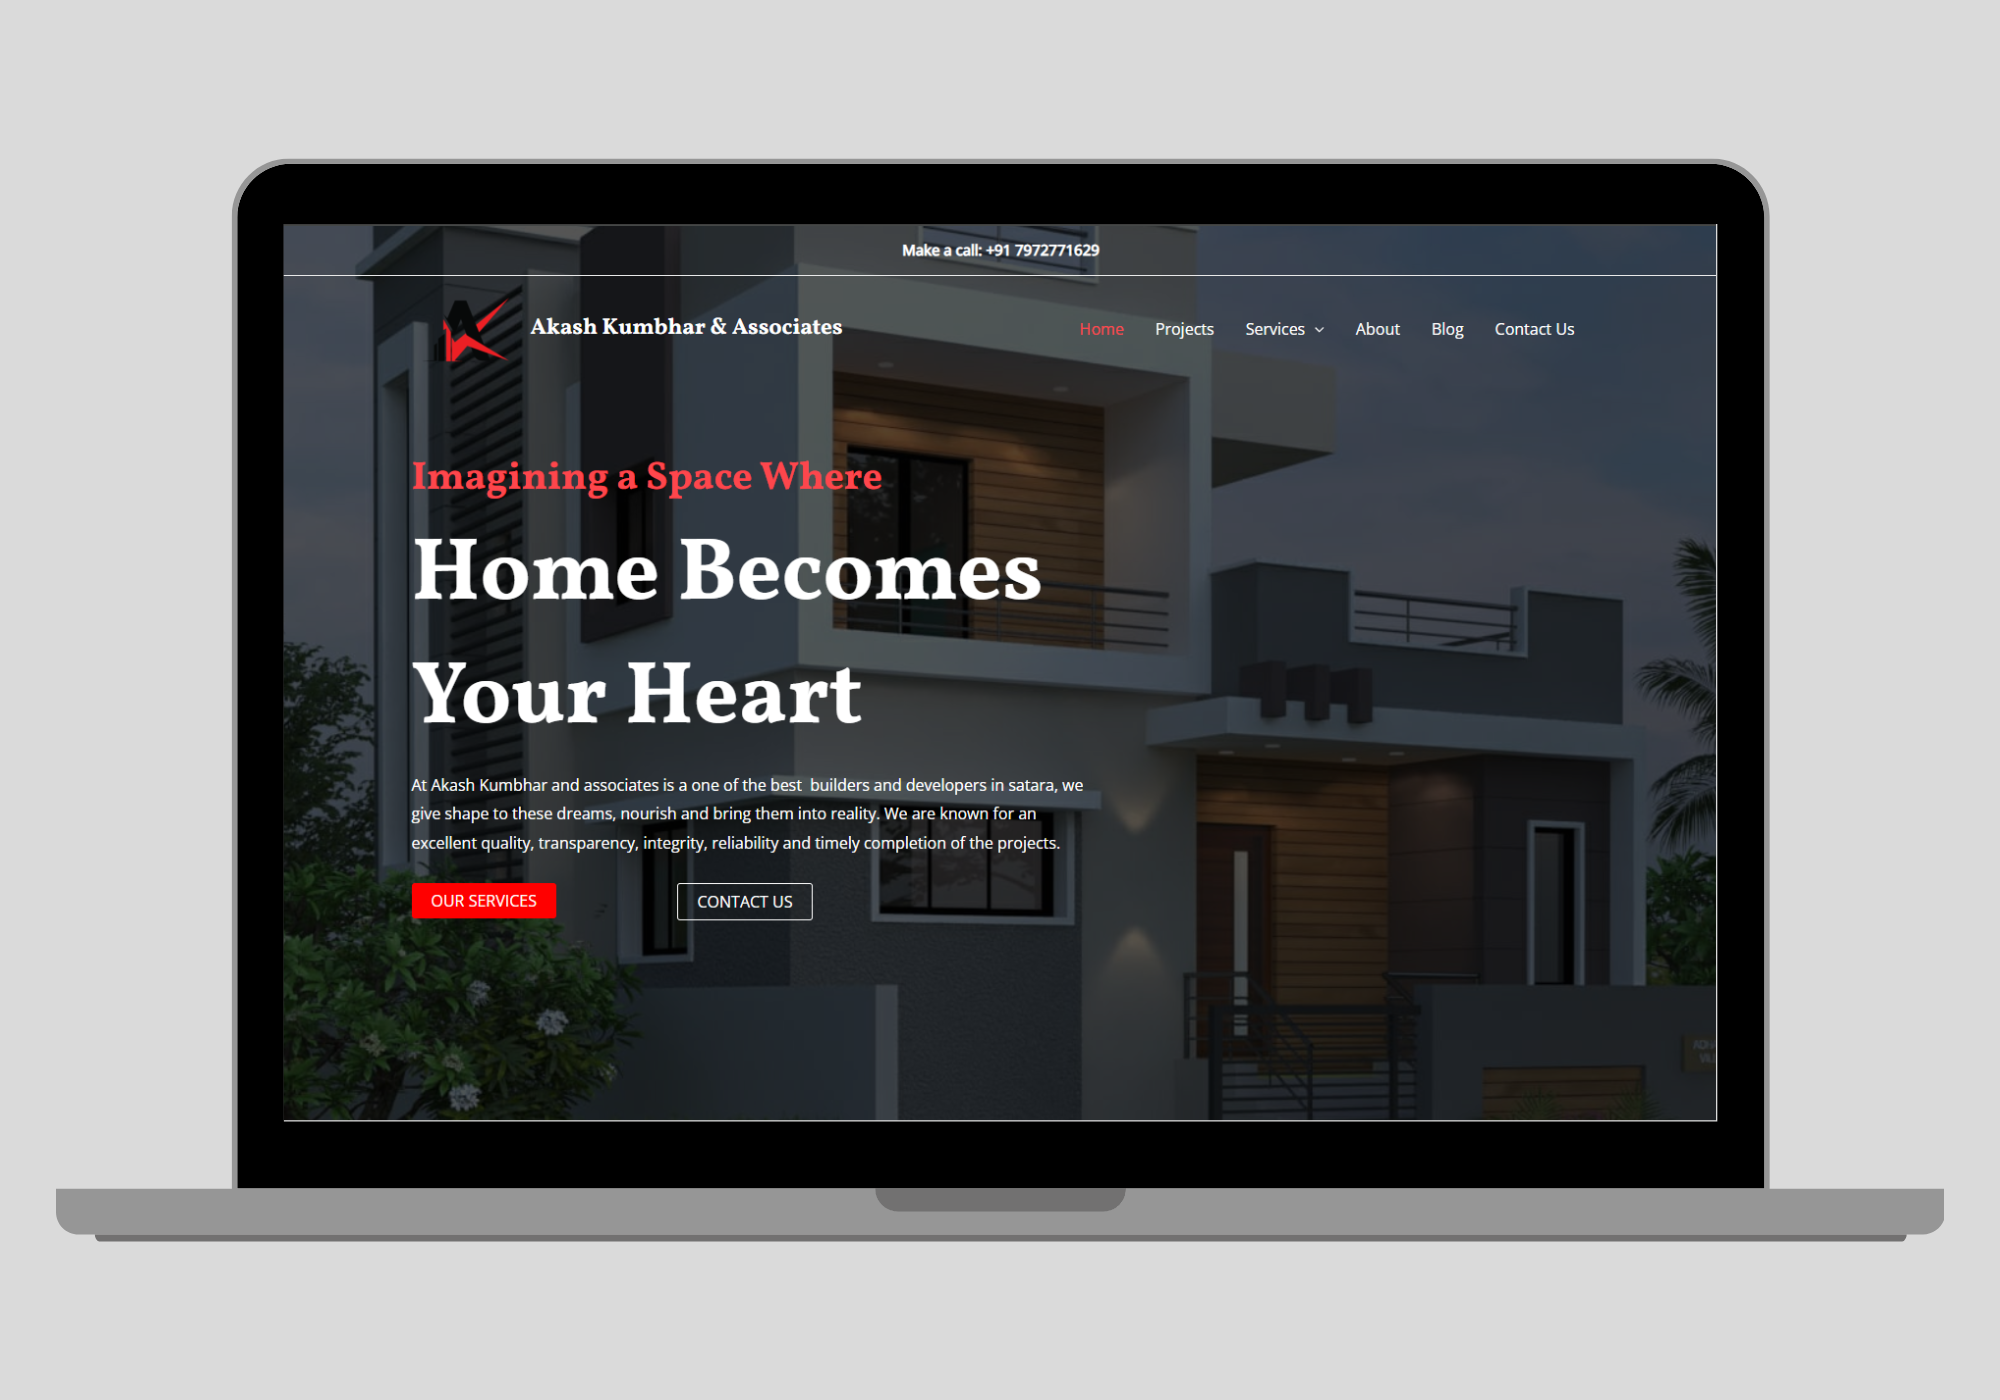 Make a call: +91 7972771629
Akash Kumbhar & Associates
Home Projects Services About Blog Contact Us
Imagining a Space Where
Home Becomes
Your Heart
At Akash Kumbhar and associates is a one of the best  builders and developers in satara, we
give shape to these dreams, nourish and bring them into reality. We are known for an
excellent quality, transparency, integrity, reliability and timely completion of the projects.
OUR SERVICES CONTACT US